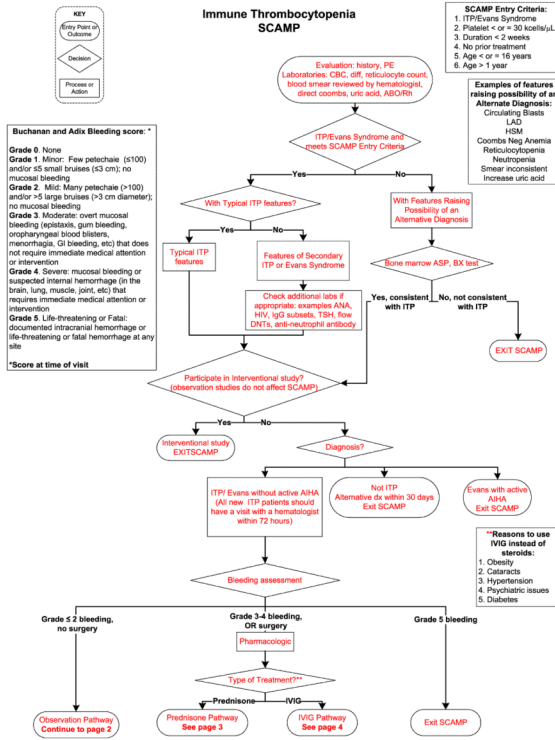 KEY
Entry Point or
Outcome
Decision
Process or
Action
Immune Thrombocytopenia
SCAMP
SCAMP Entry Criteria:
1. ITP/Evans Syndrome
2. Platelet < or = 30 kcells/µL
3. Duration < 2 weeks
4. No prior treatment
5. Age < or = 16 years
6. Age > 1 year
Examples of features
raising possibility of an
Alternate Diagnosis:
Circulating Blasts
LAD
HSM
Coombs Neg Anemia
Reticulocytopenia
Neutropenia
Smear inconsistent
Increase uric acid
Buchanan and Adix Bleeding score: *
Grade 0. None
Grade 1. Minor: Few petechaie (≤100)
and/or ≤5 small bruises (≤3 cm); no
mucosal bleeding
Grade 2. Mild: Many petechaie (>100)
and/or >5 large bruises (>3 cm diameter);
no mucosal bleeding
Grade 3. Moderate: overt mucosal
bleeding (epistaxis, gum bleeding,
oropharyngeal blood blisters,
menorrhagia, GI bleeding, etc) that does
not require immediate medical attention
or intervention
Grade 4. Severe: mucosal bleeding or
suspected internal hemorrhage (in the
brain, lung, muscle, joint, etc) that
requires immediate medical attention or
intervention
Grade 5. Life-threatening or Fatal:
documented intracranial hemorrhage or
life-threatening or fatal hemorrhage at any
site
*Score at time of visit
Evaluation: history, PE
Laboratories: CBC, diff, reticulocyte count,
blood smear reviewed by hematologist,
direct coombs, uric acid, ABO/Rh
ITP/Evans Syndrome and
meets SCAMP Entry Criteria
Yes
No
With Typical ITP features?
With Features Raising
Possibility of an
Alternative Diagnosis
Yes
No
Typical ITP
features
Features of Secondary
ITP or Evans Syndrome
Bone marrow ASP, BX test
Check additional labs if
appropriate: examples ANA,
HIV, IgG subsets, TSH, flow
DNTs, anti-neutrophil antibody
Yes, consistent
with ITP
No, not consistent
with ITP
EXIT SCAMP
Participate in Interventional study?
(observation studies do not affect SCAMP)
Yes
No
Interventional study
EXITSCAMP
Diagnosis?
ITP/ Evans without active AIHA
(All new ITP patients should
have a visit with a hematologist
within 72 hours)
Not ITP
Alternative dx within 30 days
Exit SCAMP
Evans with active
AIHA
Exit SCAMP
**Reasons to use
IVIG instead of
steroids:
1. Obesity
2. Cataracts
3. Hypertension
4. Psychiatric issues
5. Diabetes
Bleeding assessment
Grade ≤ 2 bleeding,
no surgery
Grade 3-4 bleeding,
OR surgery
Grade 5 bleeding
Pharmacologic
Type of Treatment?**
Prednisone
IVIG
Observation Pathway
Continue to page 2
Prednisone Pathway
See page 3
IVIG Pathway
See page 4
Exit SCAMP